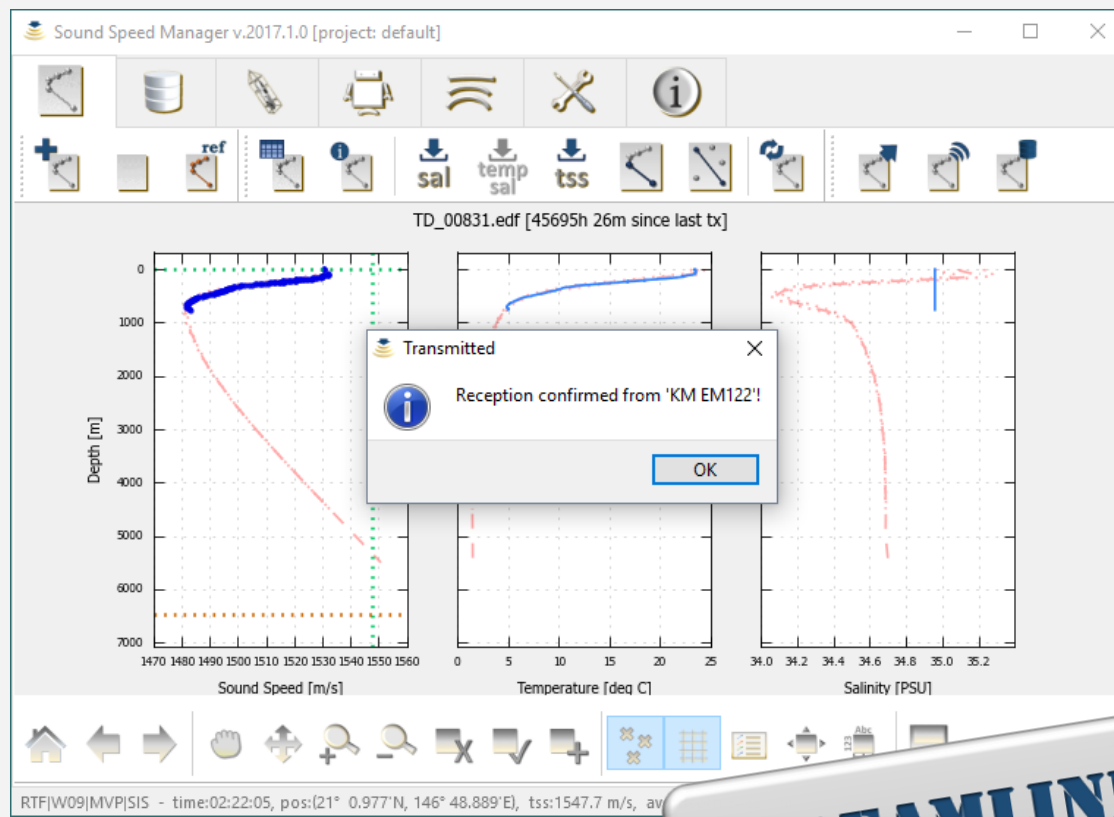 Sound Speed Manager v.2017.1.0 [project: default]
ref
sal
temp
sal
tss
TD_00831.edf [45695h 26m since last tx]
0
1000
2000
3000
4000
5000
6000
7000
Depth [m]
1470 1480 1490 1500 1510 1520 1530 1540 1550 1560
Sound Speed [m/s]
0 5 10 15 20 25
Temperature [deg C]
34.0 34.2 34.4 34.6 34.8 35.0 35.2
Salinity [PSU]
Transmitted
Reception confirmed from 'KM EM122'!
OK
Abc
123
RTF|W09|MVP|SIS - time:02:22:05, pos:(21° 0.977'N, 146° 48.889'E), tss:1547.7 m/s, av